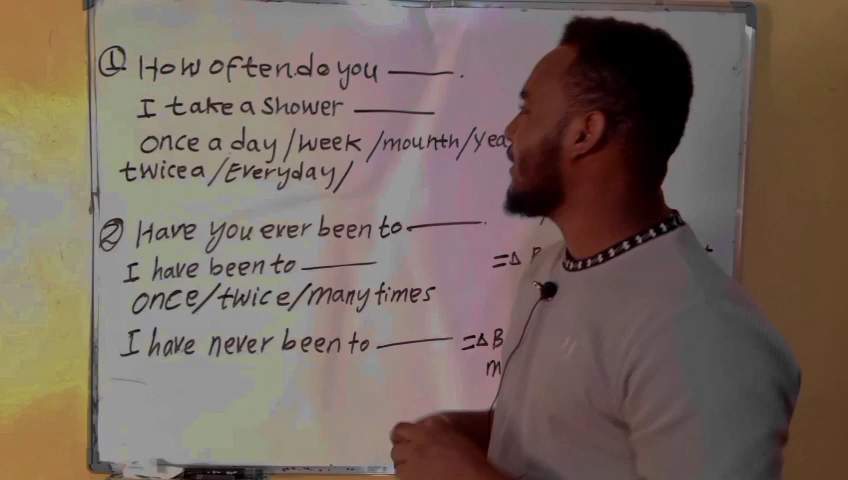 ① How often do you ____.
I take a shower ____
Once a day/week/mounth/yea
twice a/Everyday/
② Have you ever been to ____.
I have been to ____
once/twice/many times
I have never been to ____ => B
m